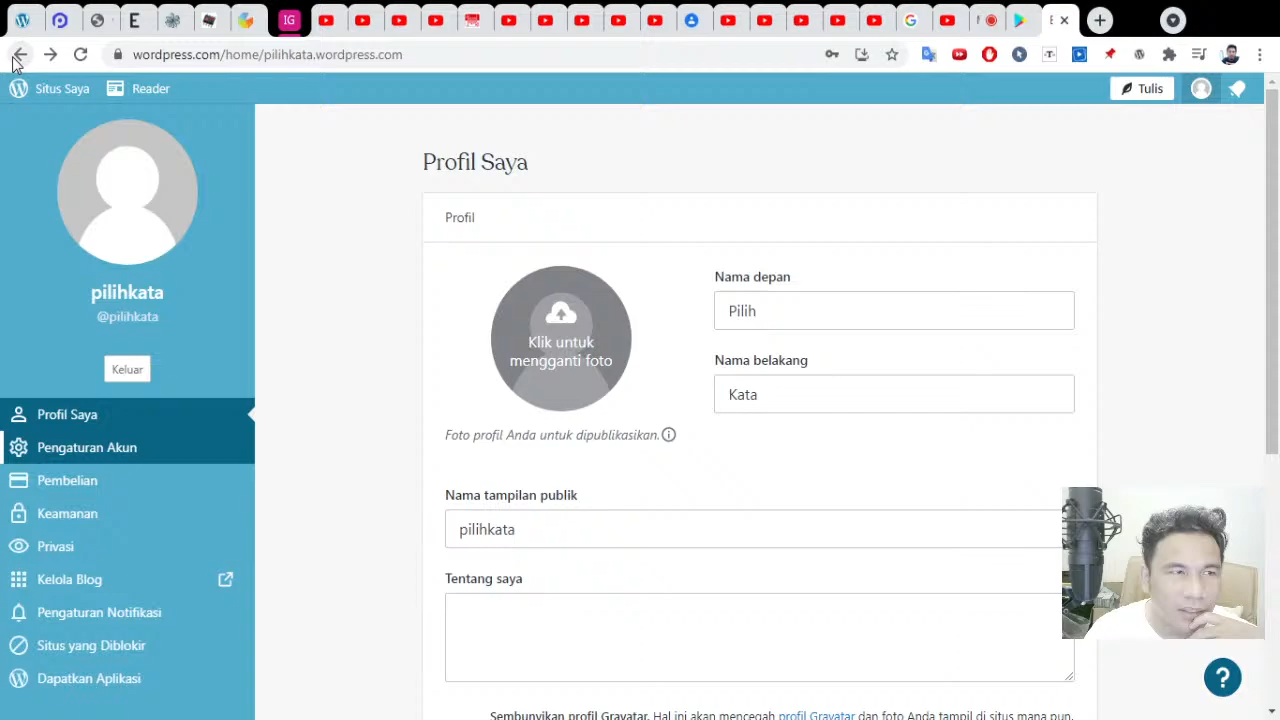 IG
E
wordpress.com/home/pilihkata.wordpress.com
Situs Saya
Reader
Tulis
pilihkata
@pilihkata
Keluar
Profil Saya
Pengaturan Akun
Pembelian
Keamanan
Privasi
Kelola Blog
Pengaturan Notifikasi
Situs yang Diblokir
Dapatkan Aplikasi
Profil Saya
Profil
Klik untuk
mengganti foto
Foto profil Anda untuk dipublikasikan.
Nama depan
Pilih
Nama belakang
Kata
Nama tampilan publik
pilihkata
Tentang saya
Sembunyikan profil Gravatar. Hal ini akan mencegah profil Gravatar dan foto Anda tampil di situs mana pun.
?